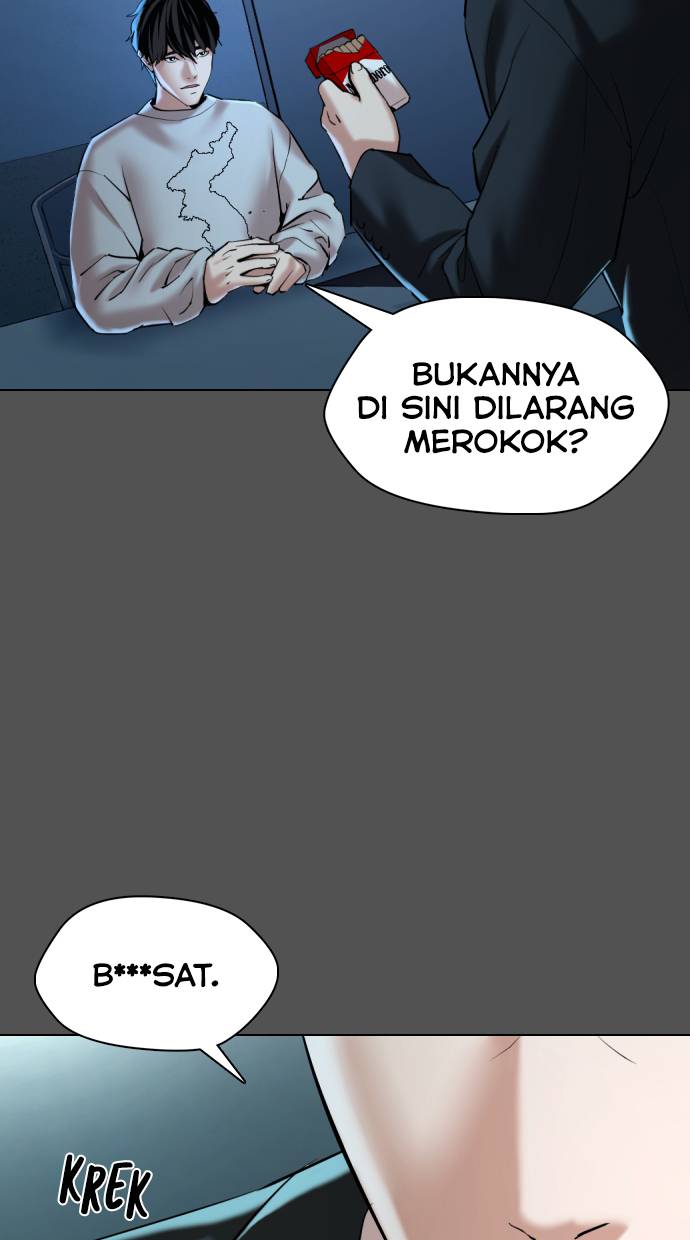 BUKANNYA
DI SINI DILARANG
MEROKOK?
B***SAT.
KREK